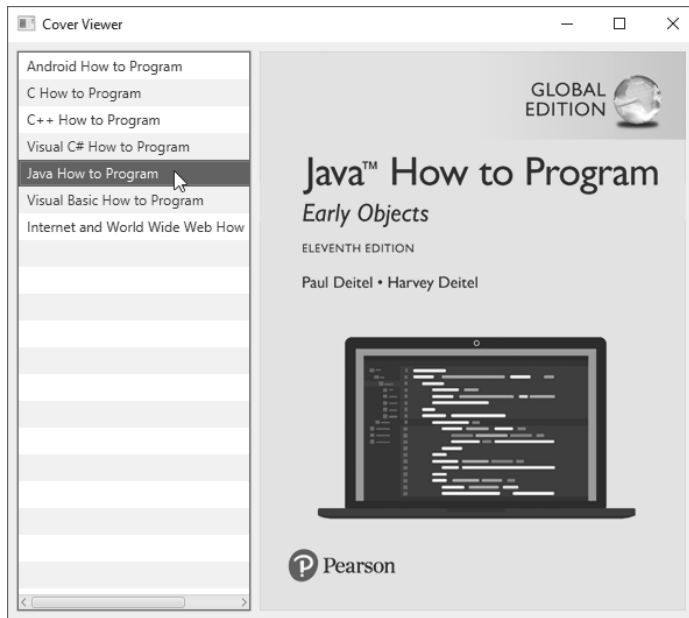 Cover Viewer
Android How to Program
C How to Program
C++ How to Program
Visual C# How to Program
Java How to Program
Visual Basic How to Program
Internet and World Wide Web How
GLOBAL
EDITION
Java™ How to Program
Early Objects
ELEVENTH EDITION
Paul Deitel • Harvey Deitel
P Pearson